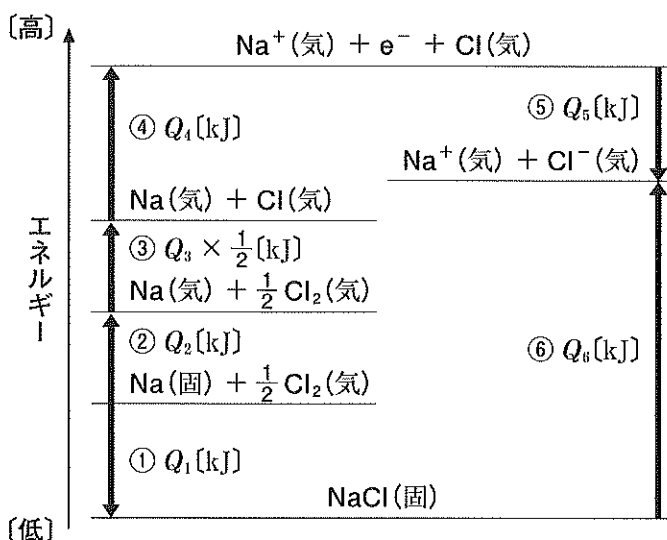 〔高〕
Na⁺(気) + e⁻ + Cl(気)
④ Q₄〔kJ〕
⑤ Q₅〔kJ〕
Na⁺(気) + Cl⁻(気)
Na(気) + Cl(気)
③ Q₃ × 1/2〔kJ〕
Na(気) + 1/2 Cl₂(気)
エネルギー
② Q₂〔kJ〕
⑥ Q₆〔kJ〕
Na(固) + 1/2 Cl₂(気)
① Q₁〔kJ〕
NaCl(固)
〔低〕